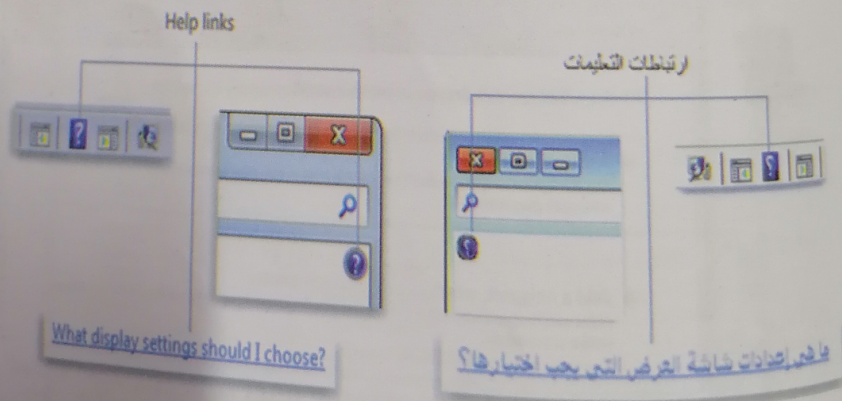 Help links
What display settings should I choose?
ارتباطات التعليمات
ما هي إعدادات شاشة العرض التي يجب اختيارها؟